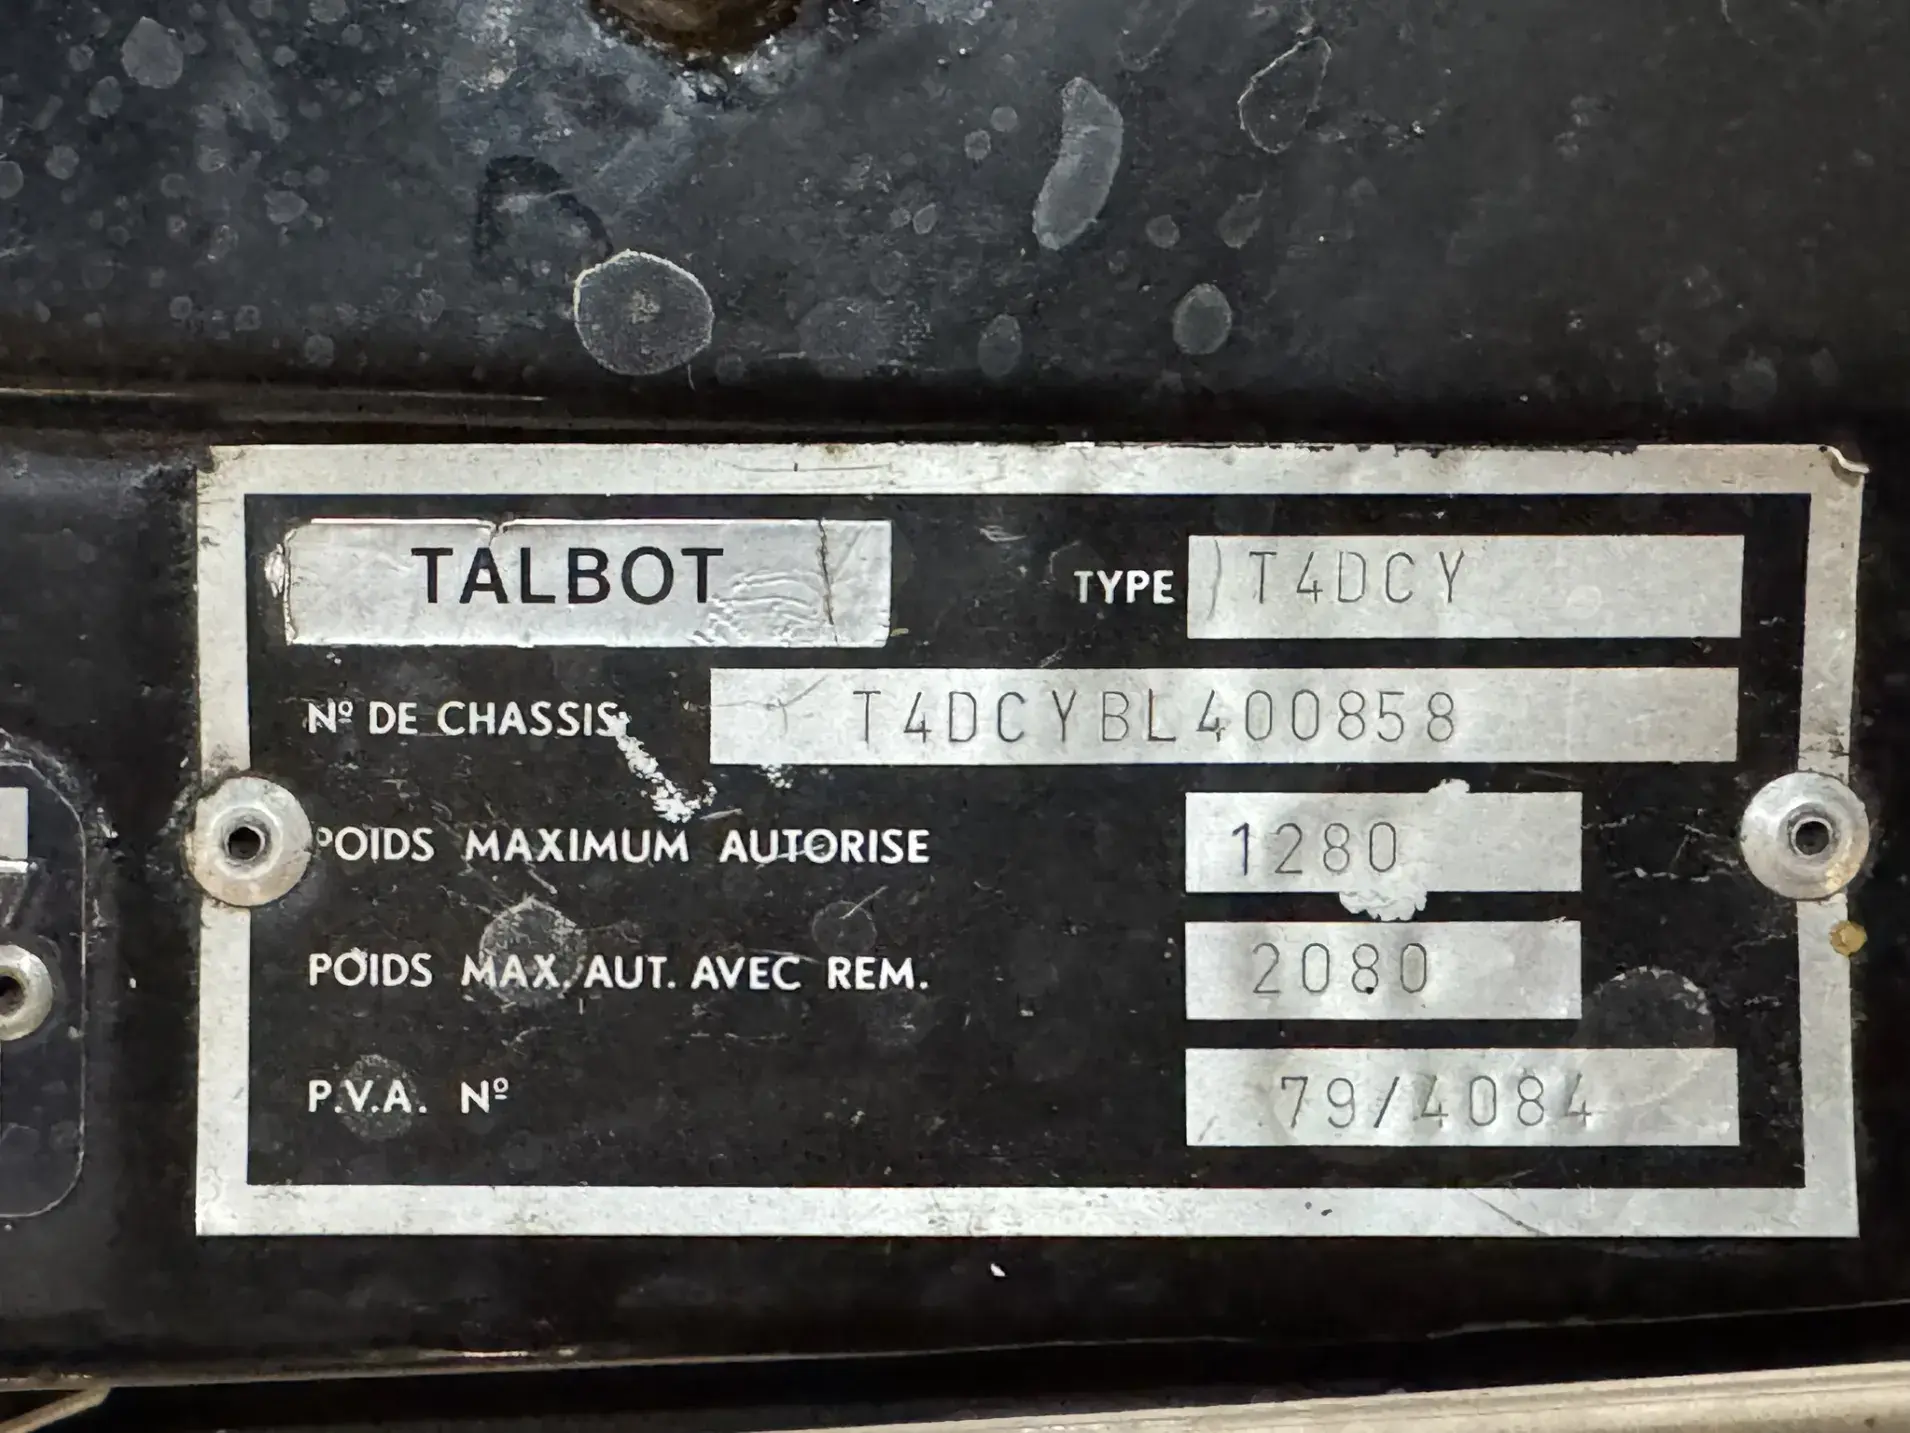 TALBOT TYPE T4DCY
Nº DE CHASSIS T4DCYBL400858
POIDS MAXIMUM AUTORISE 1280
POIDS MAX. AUT. AVEC REM. 2080
P.V.A. Nº 79/4084